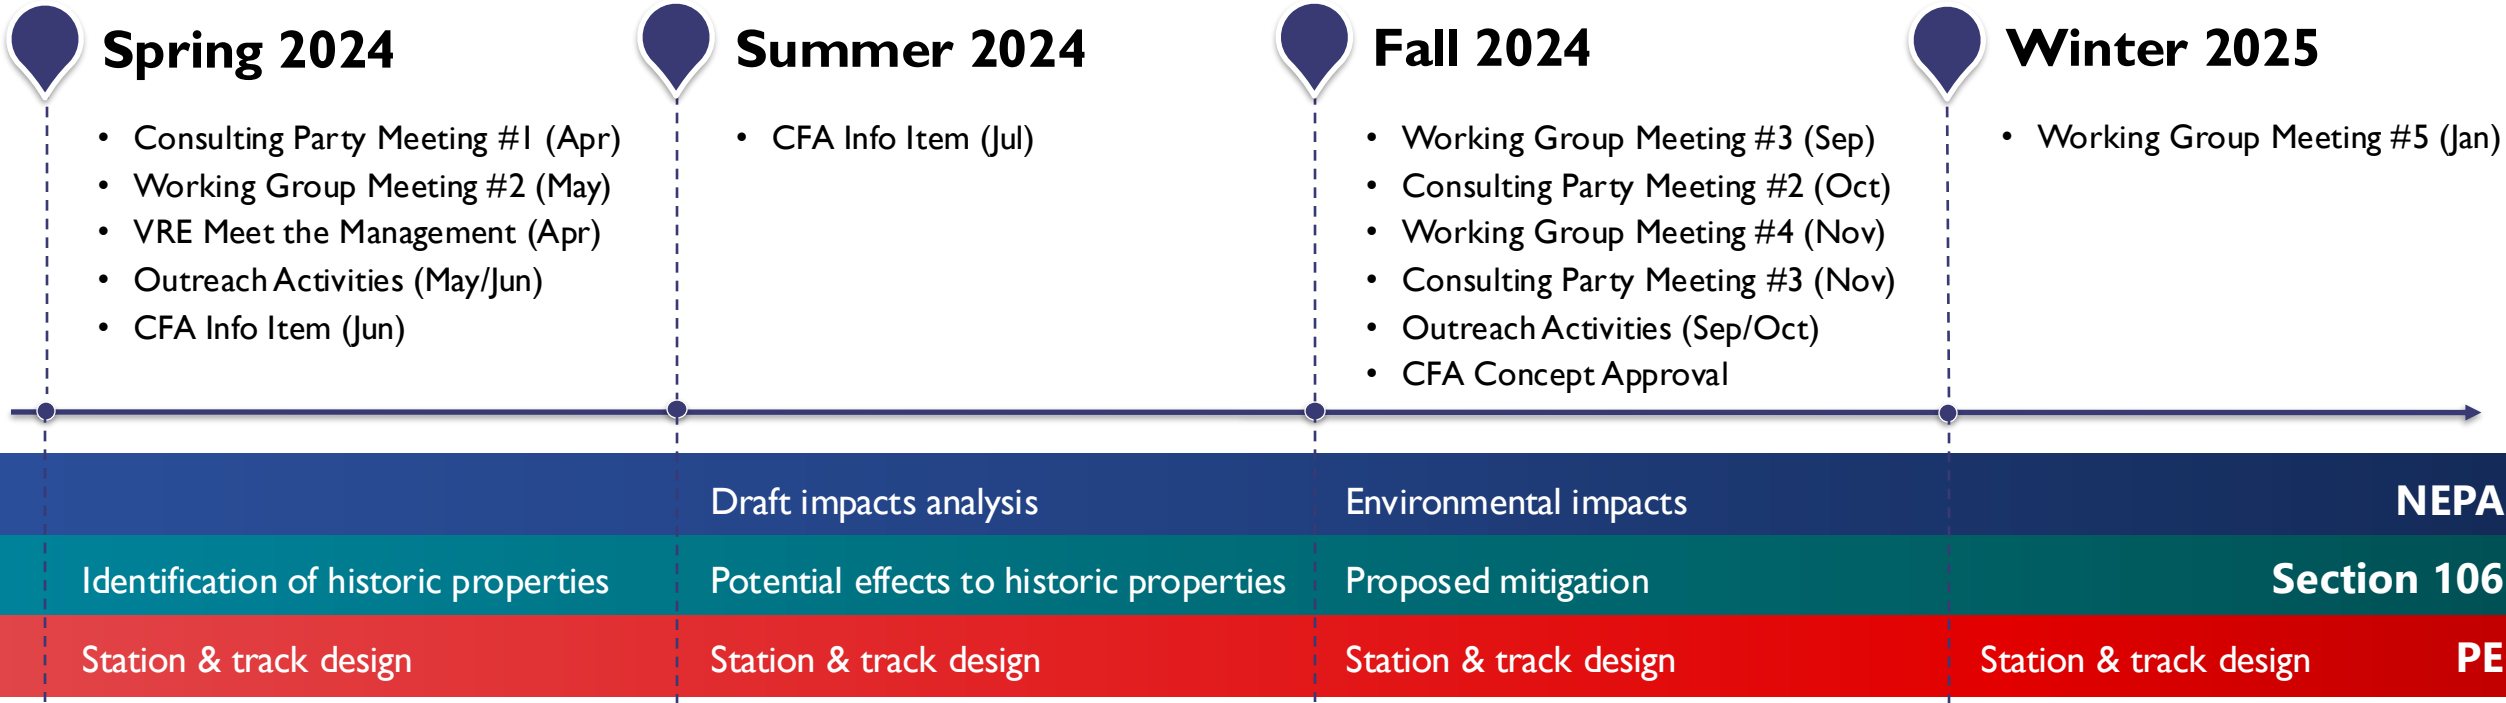 Spring 2024
• Consulting Party Meeting #1 (Apr)
• Working Group Meeting #2 (May)
• VRE Meet the Management (Apr)
• Outreach Activities (May/Jun)
• CFA Info Item (Jun)
Summer 2024
• CFA Info Item (Jul)
Fall 2024
• Working Group Meeting #3 (Sep)
• Consulting Party Meeting #2 (Oct)
• Working Group Meeting #4 (Nov)
• Consulting Party Meeting #3 (Nov)
• Outreach Activities (Sep/Oct)
• CFA Concept Approval
Winter 2025
• Working Group Meeting #5 (Jan)
Draft impacts analysis
Environmental impacts
NEPA
Identification of historic properties
Potential effects to historic properties
Proposed mitigation
Section 106
Station & track design
Station & track design
Station & track design
Station & track design
PE